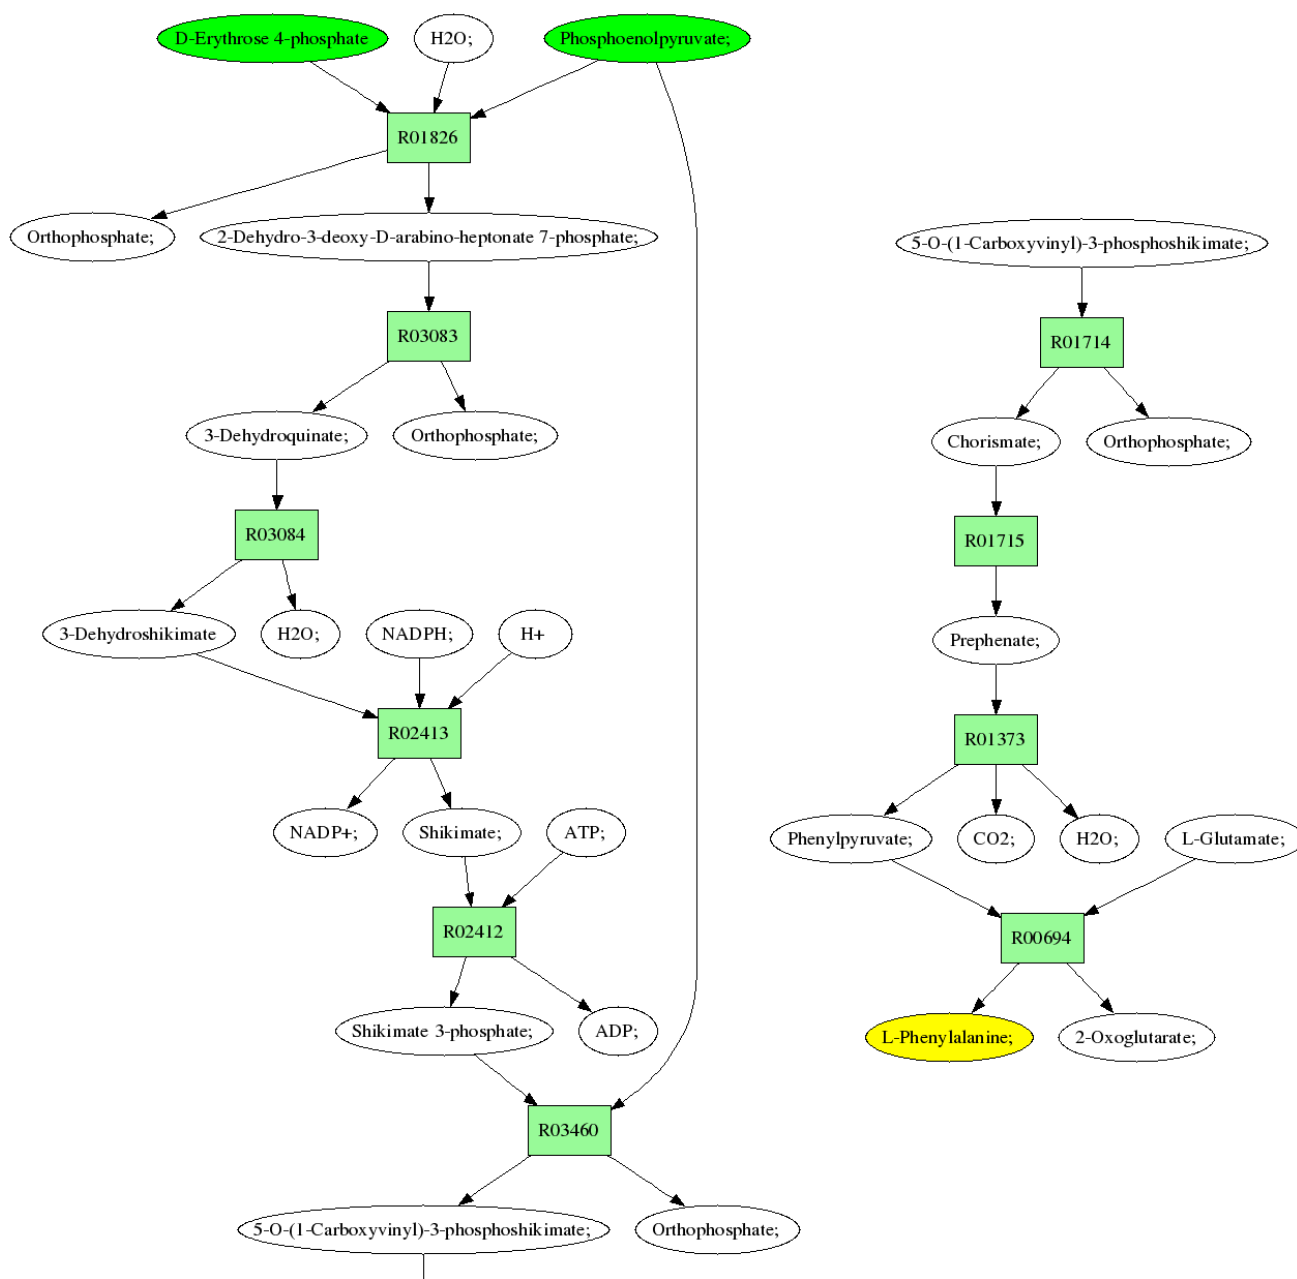 D-Erythrose 4-phosphate
H2O;
Phosphoenolpyruvate;
R01826
Orthophosphate;
2-Dehydro-3-deoxy-D-arabino-heptonate 7-phosphate;
R03083
3-Dehydroquinate;
Orthophosphate;
R03084
3-Dehydroshikimate
H2O;
NADPH;
H+
R02413
NADP+;
Shikimate;
ATP;
R02412
Shikimate 3-phosphate;
ADP;
R03460
5-O-(1-Carboxyvinyl)-3-phosphoshikimate;
Orthophosphate;
5-O-(1-Carboxyvinyl)-3-phosphoshikimate;
R01714
Chorismate;
Orthophosphate;
R01715
Prephenate;
R01373
Phenylpyruvate;
CO2;
H2O;
L-Glutamate;
R00694
L-Phenylalanine;
2-Oxoglutarate;